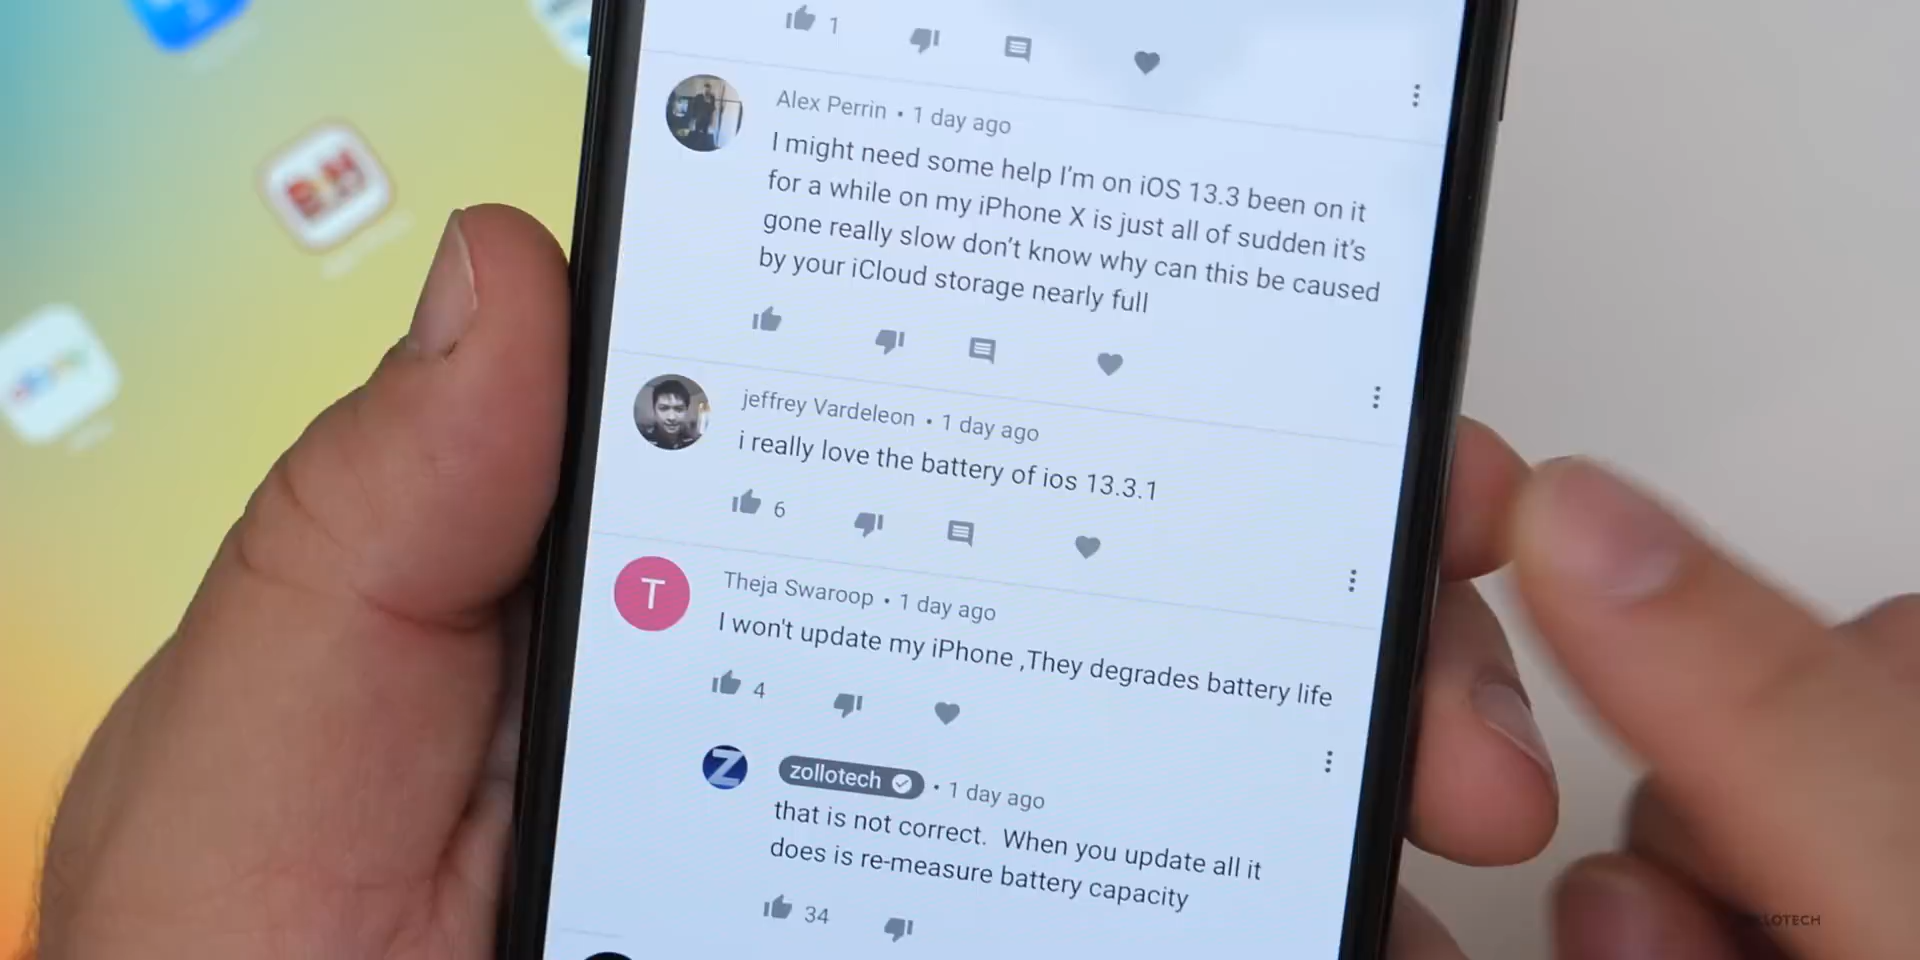 1
Alex Perrin • 1 day ago
I might need some help I'm on iOS 13.3 been on it
for a while on my iPhone X is just all of sudden it's
gone really slow don't know why can this be caused
by your iCloud storage nearly full
jeffrey Vardeleon • 1 day ago
i really love the battery of ios 13.3.1
6
T
Theja Swaroop • 1 day ago
I won't update my iPhone ,They degrades battery life
4
Z
zollotech • 1 day ago
that is not correct.  When you update all it
does is re-measure battery capacity
34